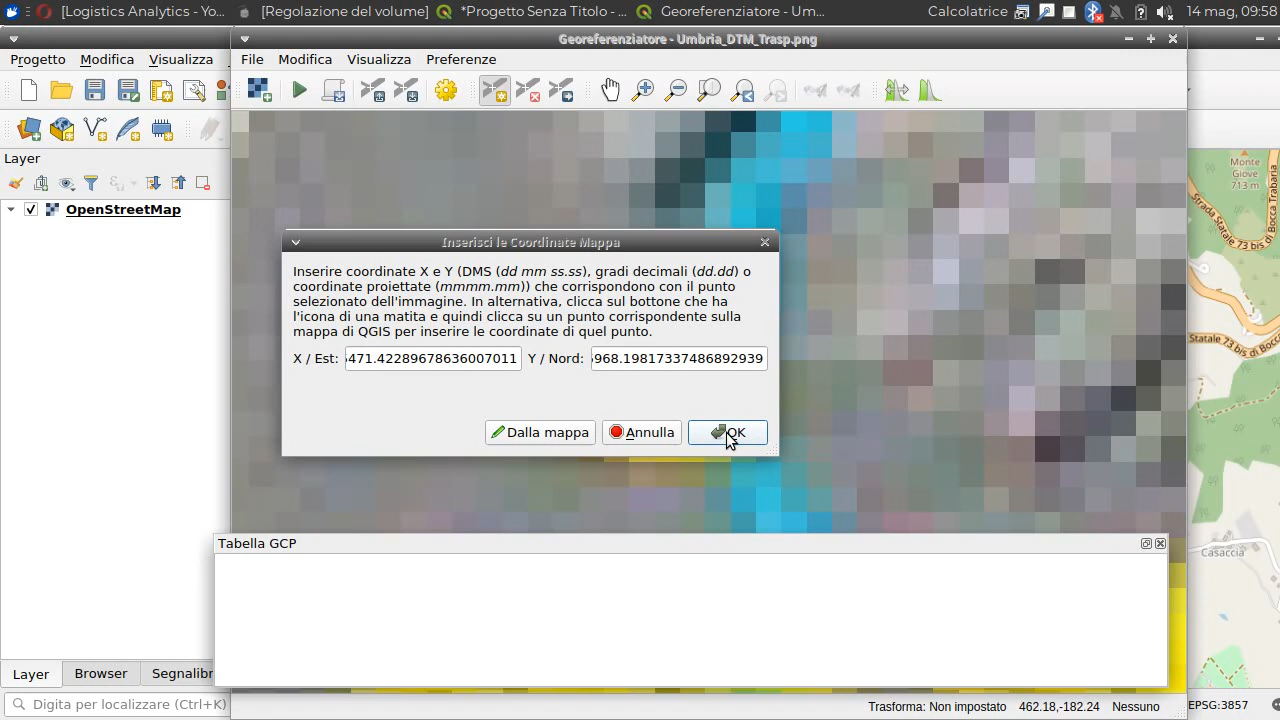 [Logistics Analytics - Yo...
[Regolazione del volume]
*Progetto Senza Titolo - ...
Georeferenziatore - Um...
Calcolatrice
14 mag, 09:58
Georeferenziatore - Umbria_DTM_Trasp.png
Progetto
Modifica
Visualizza
File
Modifica
Visualizza
Preferenze
Layer
OpenStreetMap
Monte
Giove
713 m
Strada Statale 73 bis di Bocca Trabaria
Statale 73 bis di Bocca
Casaccia
Inserisci le Coordinate Mappa
Inserire coordinate X e Y (DMS (dd mm ss.ss), gradi decimali (dd.dd) o
coordinate proiettate (mmmm.mm)) che corrispondono con il punto
selezionato dell'immagine. In alternativa, clicca sul bottone che ha
l'icona di una matita e quindi clicca su un punto corrispondente sulla
mappa di QGIS per inserire le coordinate di quel punto.
X / Est:
471.42289678636007011
Y / Nord:
968.19817337486892939
Dalla mappa
Annulla
OK
Tabella GCP
Layer
Browser
Segnalibr
Digita per localizzare (Ctrl+K)
Trasforma: Non impostato
462.18,-182.24
Nessuno
EPSG:3857